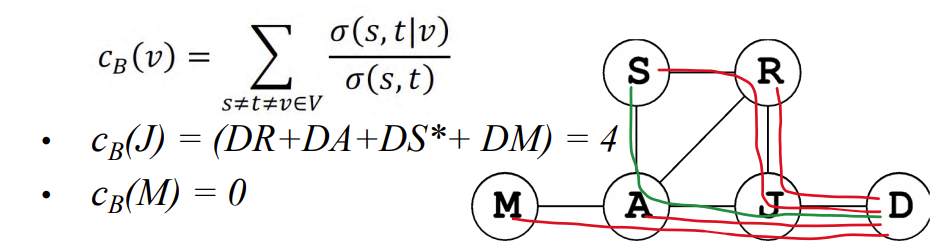 c_B(v) = ∑_{s≠t≠v∈V} σ(s, t|v) / σ(s, t)
• c_B(J) = (DR+DA+DS*+ DM) = 4
• c_B(M) = 0
S R
M A J D